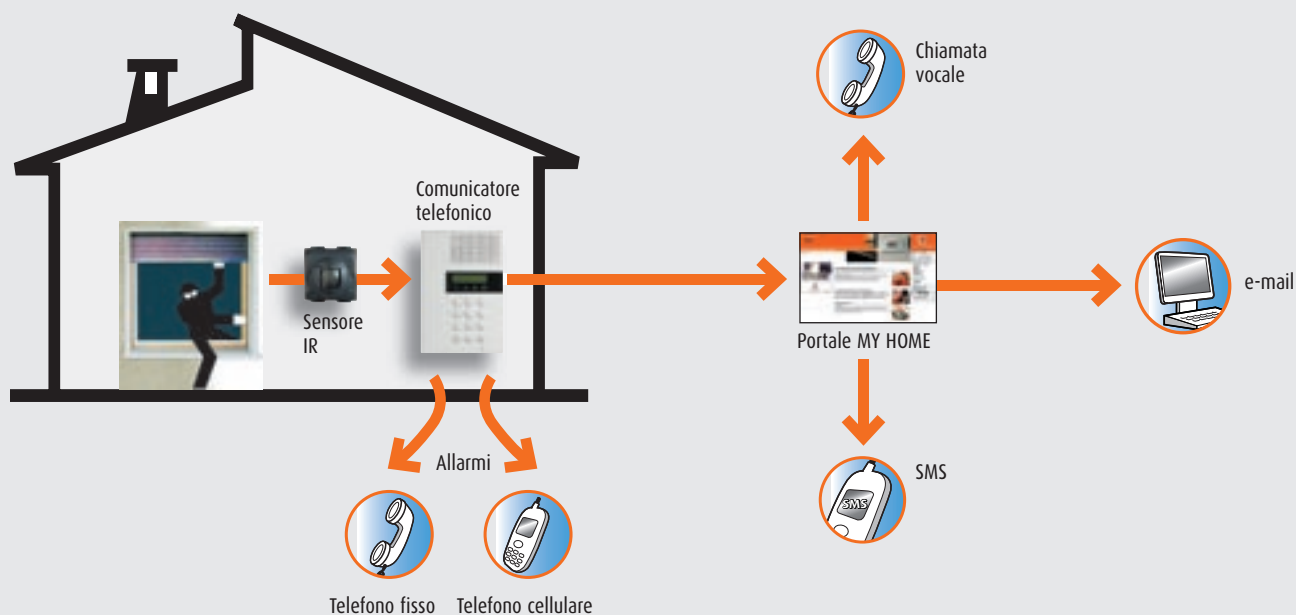 Chiamata
vocale
Comunicatore
telefonico
Sensore
IR
Portale MY HOME
e-mail
Allarmi
SMS
SMS
Telefono fisso
Telefono cellulare